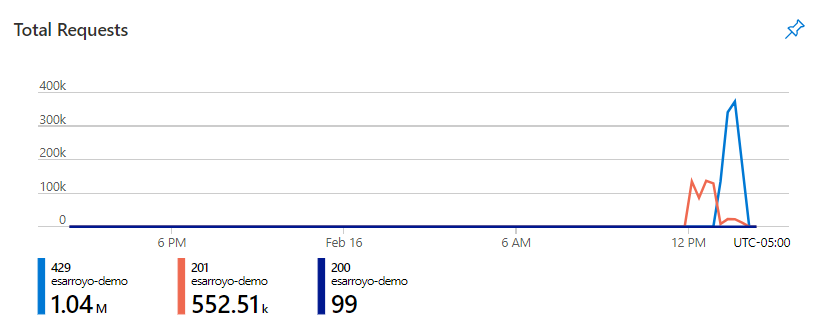 Total Requests
400k
300k
200k
100k
0
6 PM
Feb 16
6 AM
12 PM
UTC-05:00
429
esarroyo-demo
1.04 M
201
esarroyo-demo
552.51 k
200
esarroyo-demo
99